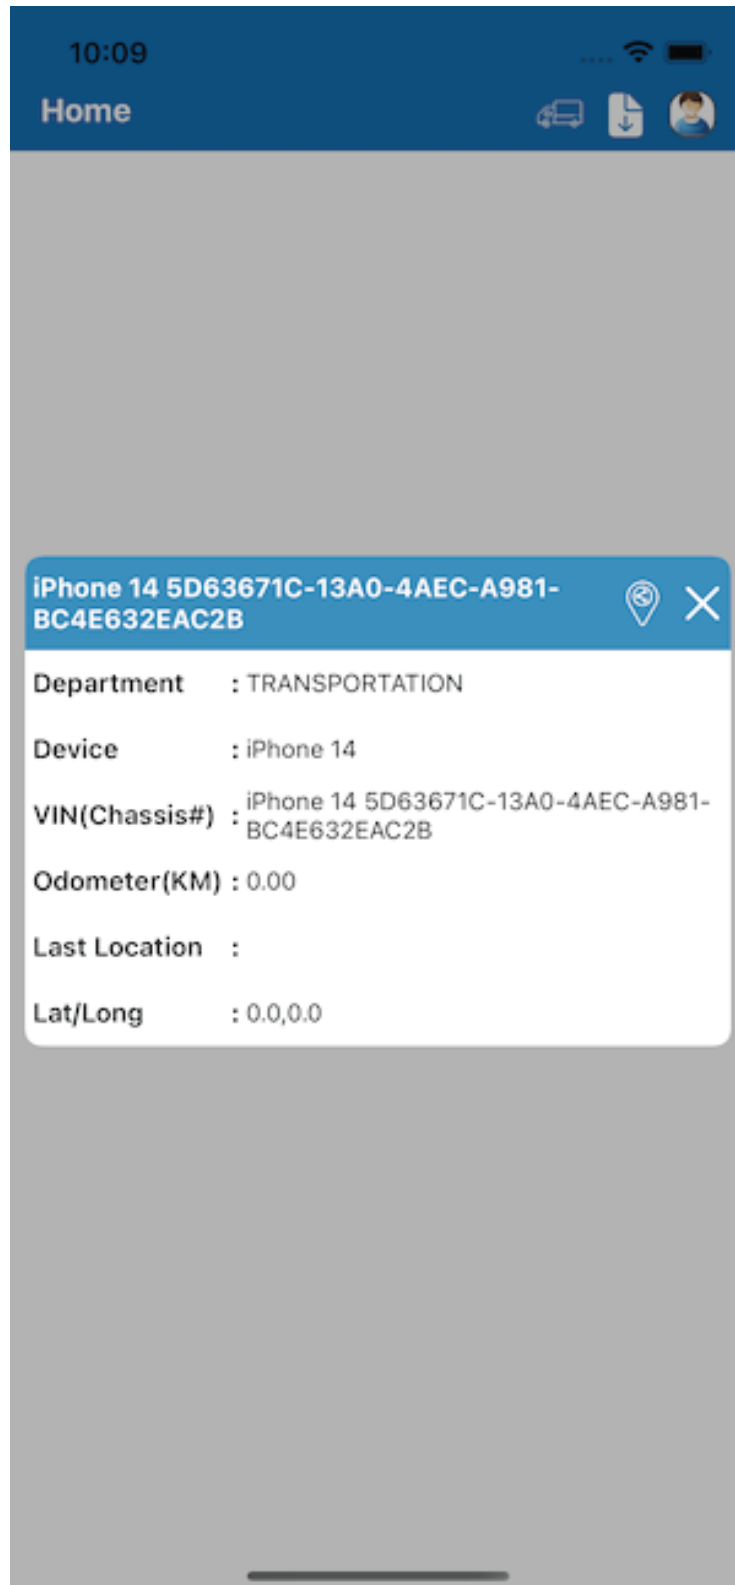 10:09
Home
iPhone 14 5D63671C-13A0-4AEC-A981-
BC4E632EAC2B
Department : TRANSPORTATION
Device : iPhone 14
VIN(Chassis#) : iPhone 14 5D63671C-13A0-4AEC-A981-
BC4E632EAC2B
Odometer(KM) : 0.00
Last Location :
Lat/Long : 0.0,0.0